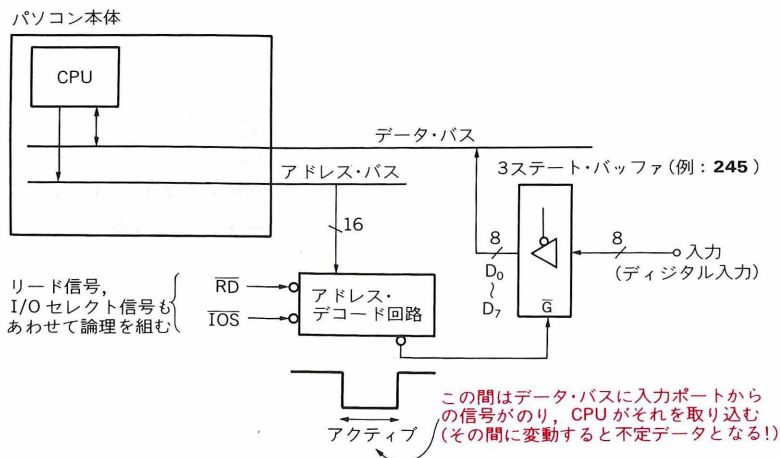 パソコン本体
CPU
データ・バス
アドレス・バス
3ステート・バッファ(例:245)
16
8
8
入力
(ディジタル入力)
D₀
〜
D₇
G̅
リード信号,
I/O セレクト信号も
あわせて論理を組む
R̅D̅
I̅O̅S̅
アドレス・
デコード回路
アクティブ
この間はデータ・バスに入力ポートから
の信号がのり, CPU がそれを取り込む
(その間に変動すると不定データとなる!)